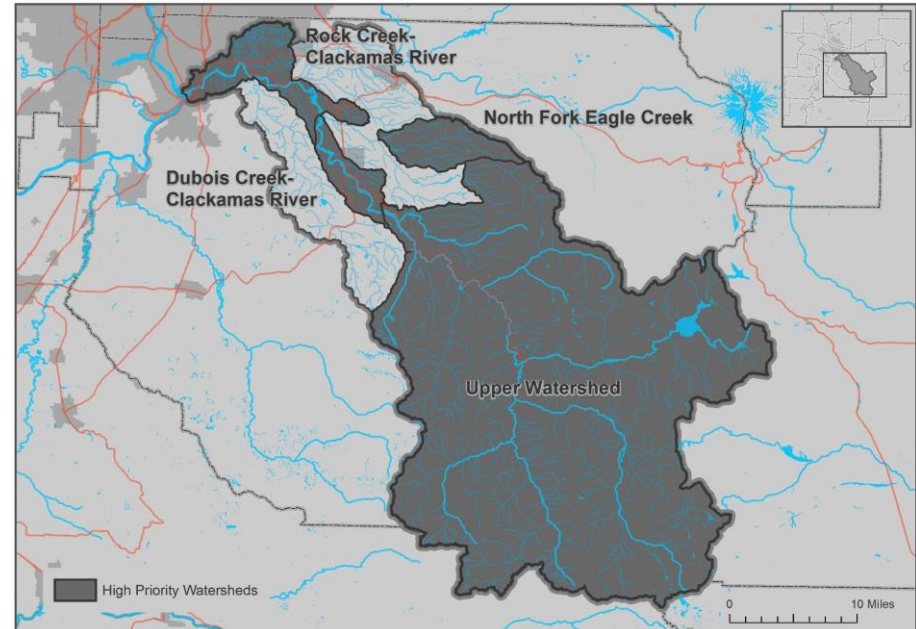 Rock Creek-
Clackamas River
North Fork Eagle Creek
Dubois Creek-
Clackamas River
Upper Watershed
High Priority Watersheds
0 10 Miles